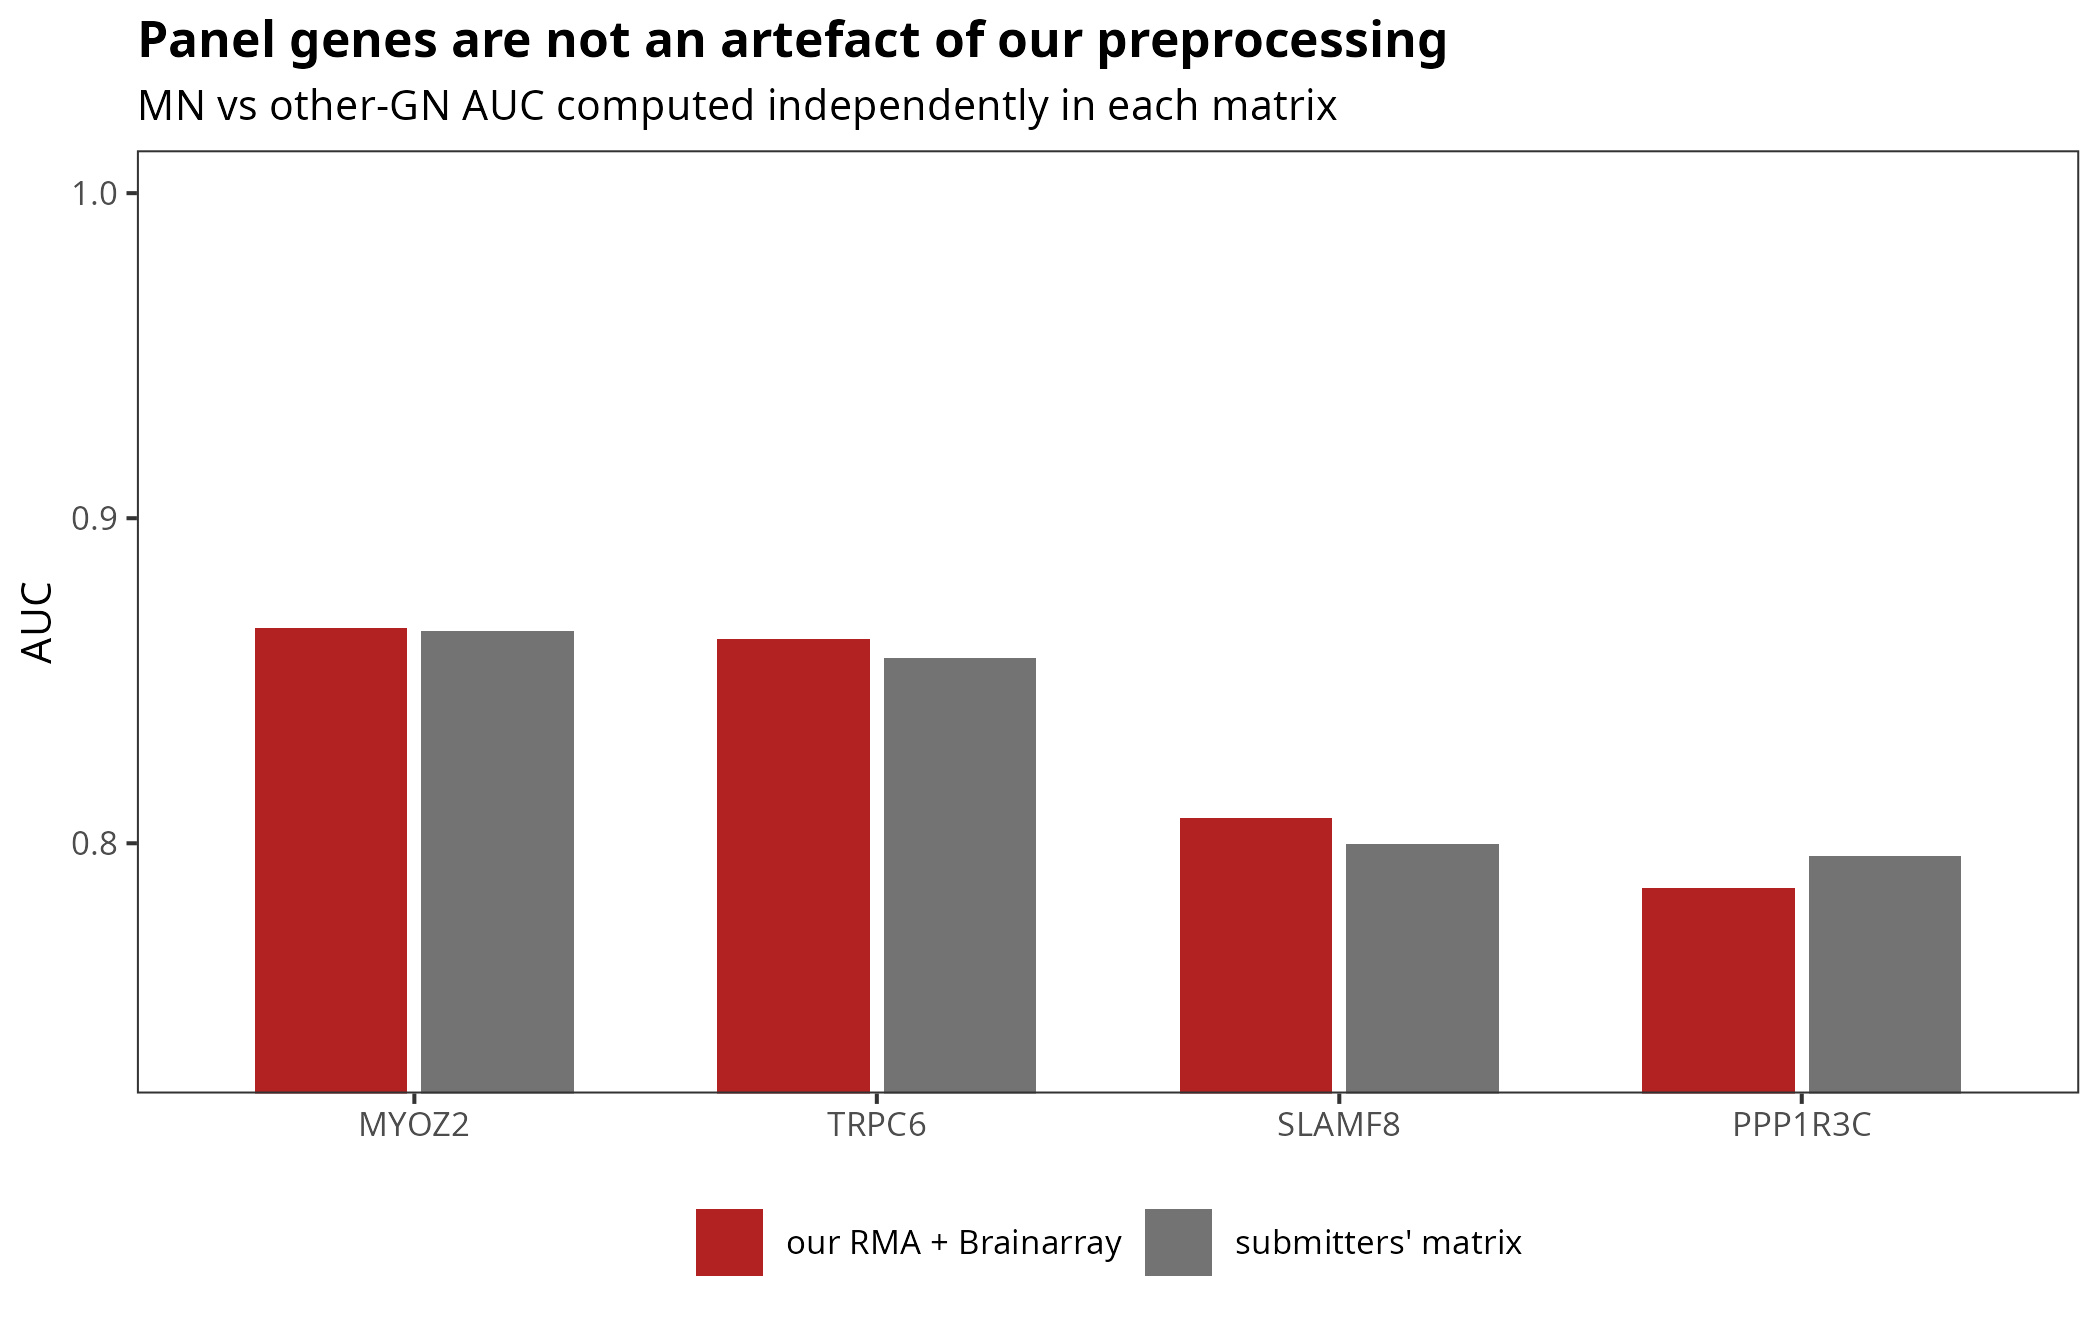 Panel genes are not an artefact of our preprocessing
MN vs other-GN AUC computed independently in each matrix
1.0
0.9
0.8
AUC
MYOZ2
TRPC6
SLAMF8
PPP1R3C
our RMA + Brainarray
submitters' matrix